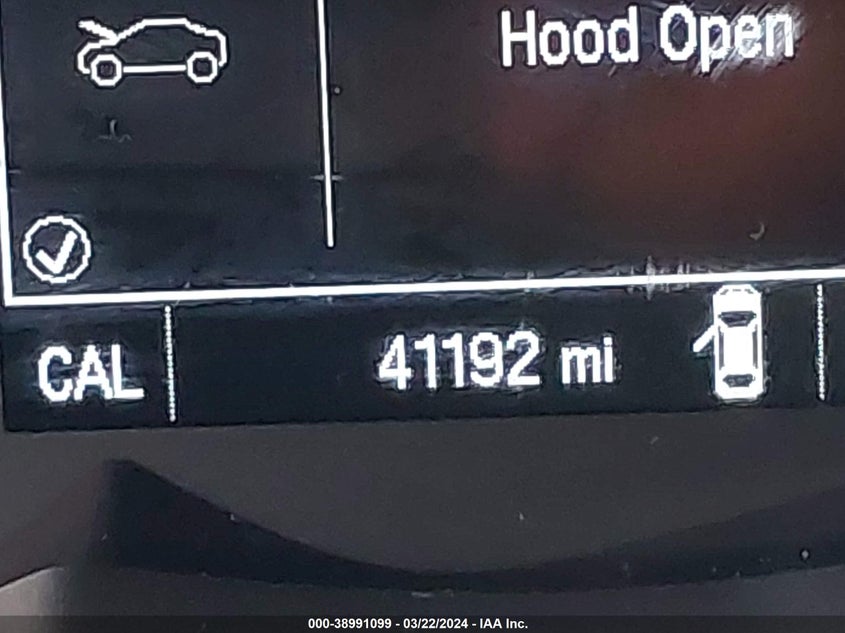 Hood Open
CAL
41192 mi
000-38991099 - 03/22/2024 - IAA Inc.